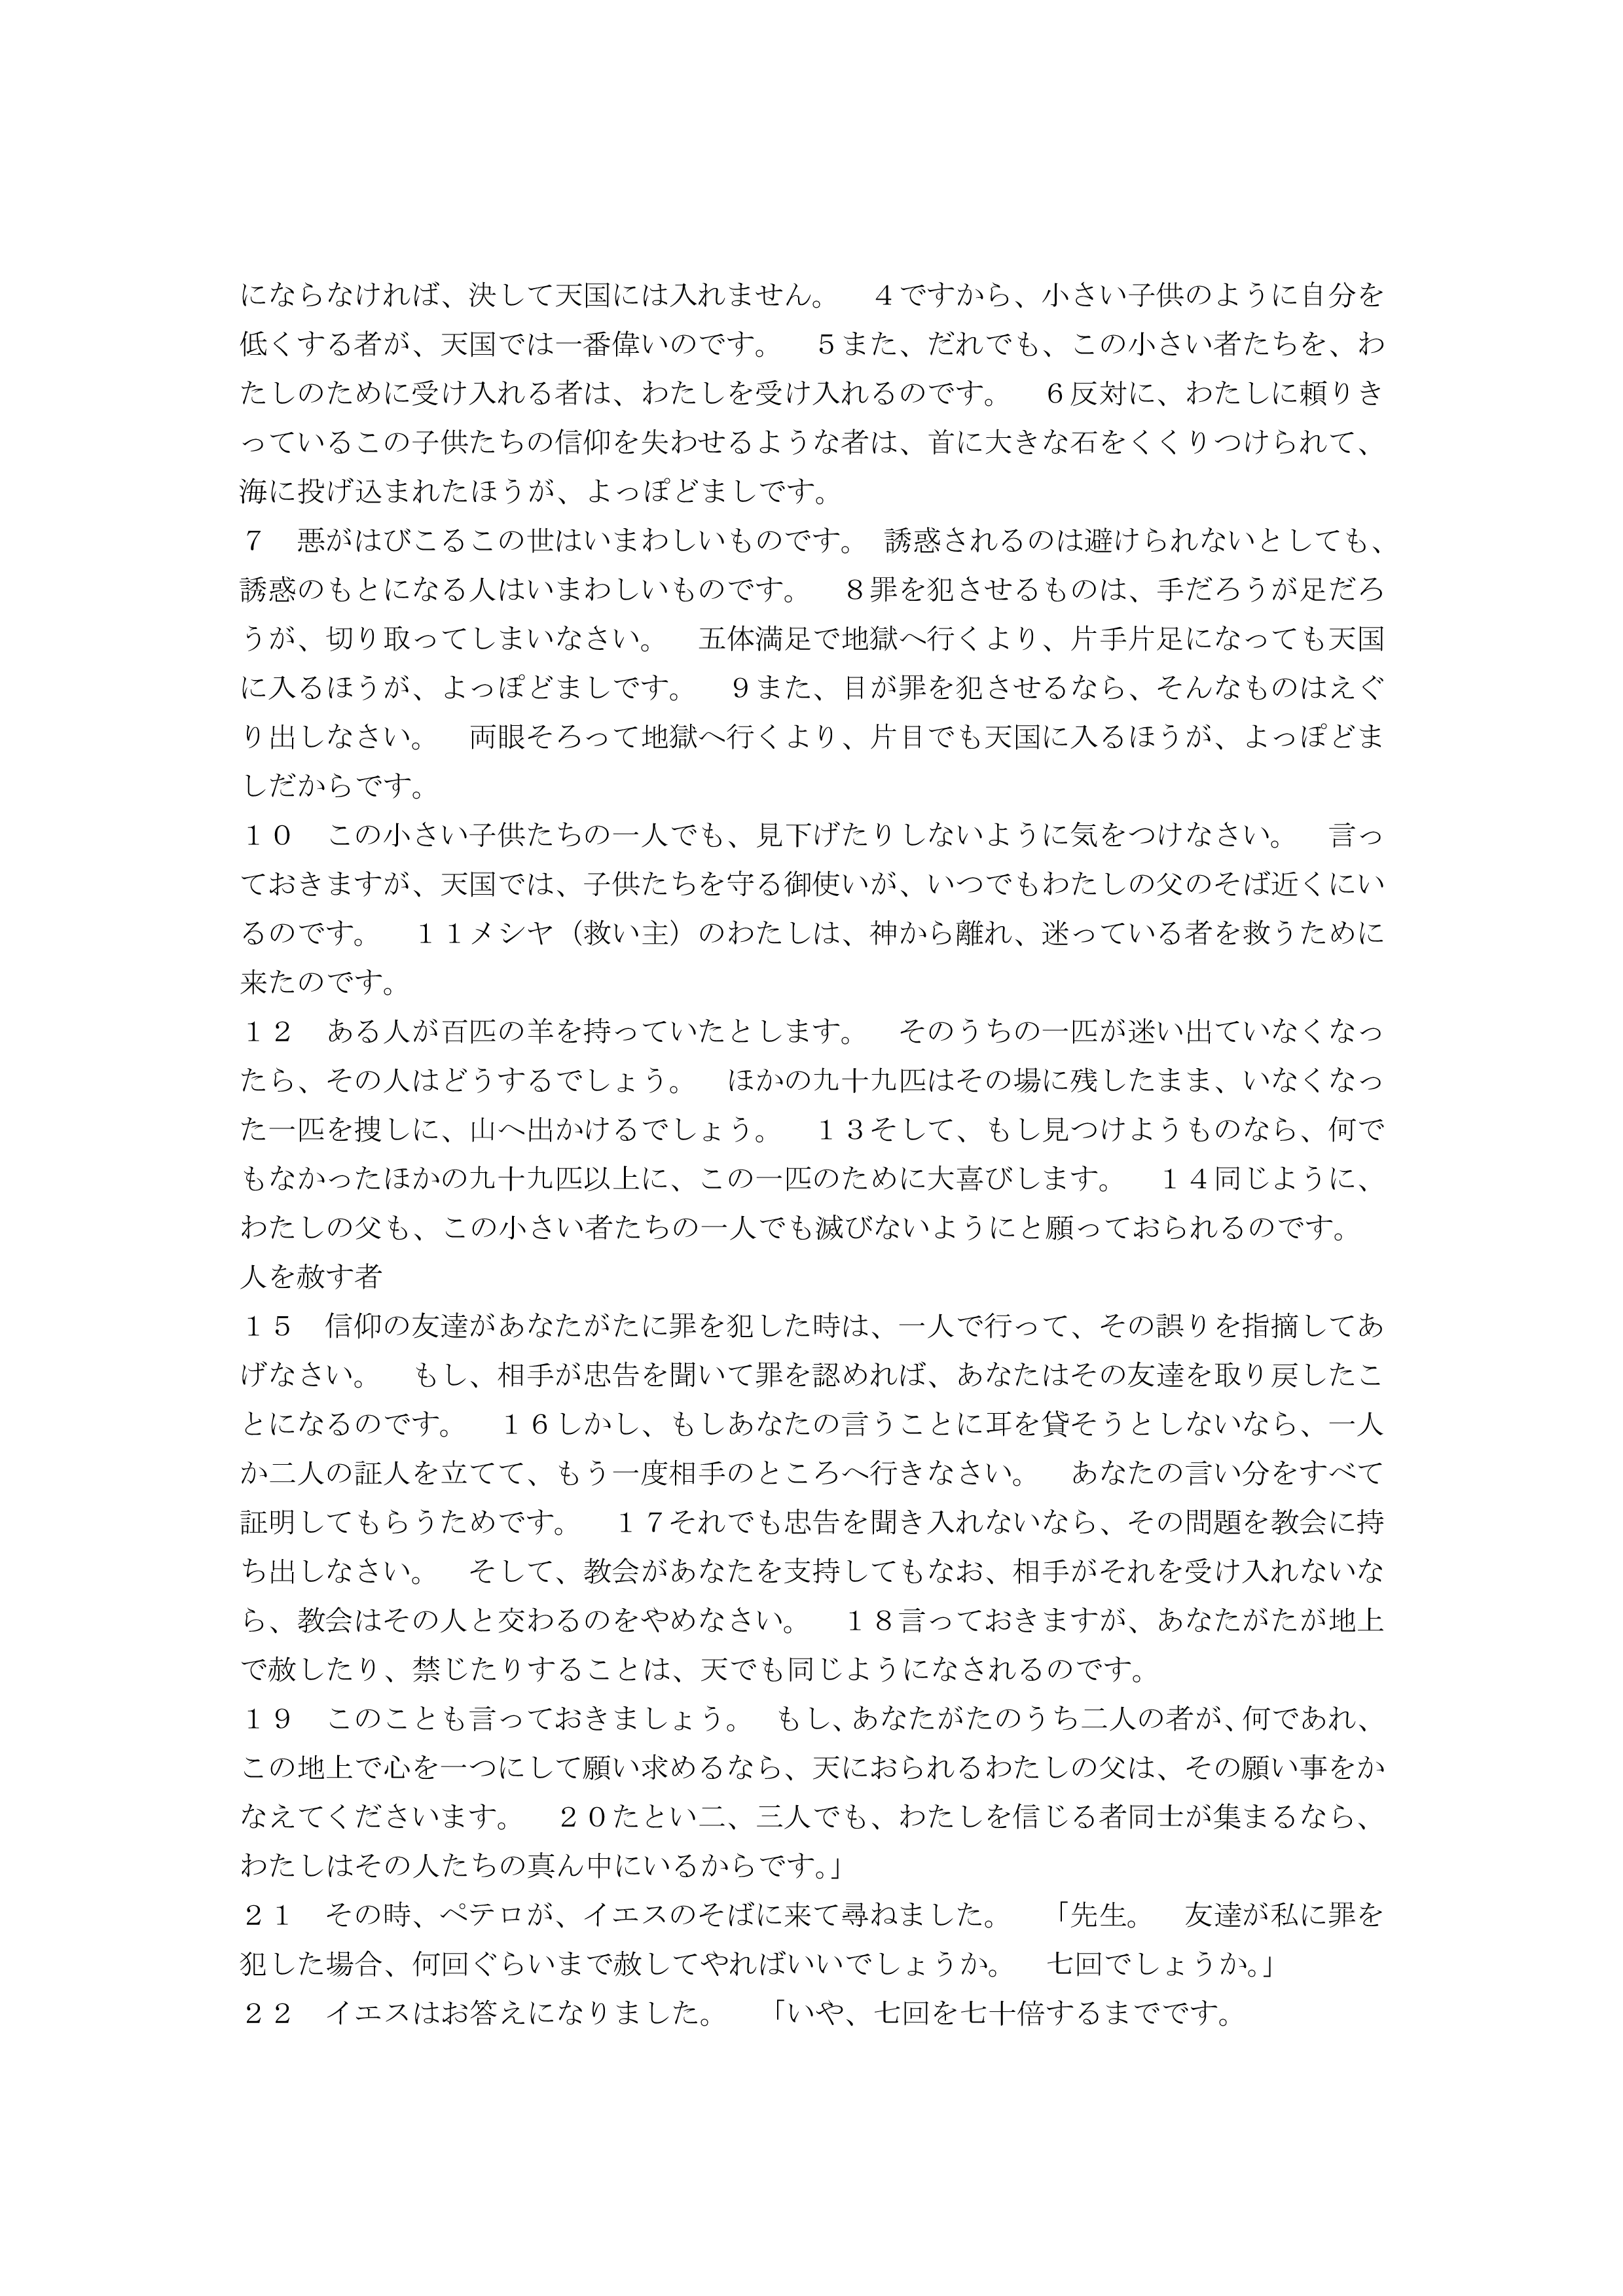 にならなければ、決して天国には入れません。　４ですから、小さい子供のように自分を
低くする者が、天国では一番偉いのです。　５また、だれでも、この小さい者たちを、わ
たしのために受け入れる者は、わたしを受け入れるのです。　６反対に、わたしに頼りき
っているこの子供たちの信仰を失わせるような者は、首に大きな石をくくりつけられて、
海に投げ込まれたほうが、よっぽどましです。
７　悪がはびこるこの世はいまわしいものです。　誘惑されるのは避けられないとしても、
誘惑のもとになる人はいまわしいものです。　８罪を犯させるものは、手だろうが足だろ
うが、切り取ってしまいなさい。　五体満足で地獄へ行くより、片手片足になっても天国
に入るほうが、よっぽどましです。　９また、目が罪を犯させるなら、そんなものはえぐ
り出しなさい。　両眼そろって地獄へ行くより、片目でも天国に入るほうが、よっぽどま
しだからです。
１０　この小さい子供たちの一人でも、見下げたりしないように気をつけなさい。　言っ
ておきますが、天国では、子供たちを守る御使いが、いつでもわたしの父のそば近くにい
るのです。　１１メシヤ（救い主）のわたしは、神から離れ、迷っている者を救うために
来たのです。
１２　ある人が百匹の羊を持っていたとします。　そのうちの一匹が迷い出ていなくなっ
たら、その人はどうするでしょう。　ほかの九十九匹はその場に残したまま、いなくなっ
た一匹を捜しに、山へ出かけるでしょう。　１３そして、もし見つけようものなら、何で
もなかったほかの九十九匹以上に、この一匹のために大喜びします。　１４同じように、
わたしの父も、この小さい者たちの一人でも滅びないようにと願っておられるのです。
人を赦す者
１５　信仰の友達があなたがたに罪を犯した時は、一人で行って、その誤りを指摘してあ
げなさい。　もし、相手が忠告を聞いて罪を認めれば、あなたはその友達を取り戻したこ
とになるのです。　１６しかし、もしあなたの言うことに耳を貸そうとしないなら、一人
か二人の証人を立てて、もう一度相手のところへ行きなさい。　あなたの言い分をすべて
証明してもらうためです。　１７それでも忠告を聞き入れないなら、その問題を教会に持
ち出しなさい。　そして、教会があなたを支持してもなお、相手がそれを受け入れないな
ら、教会はその人と交わるのをやめなさい。　１８言っておきますが、あなたがたが地上
で赦したり、禁じたりすることは、天でも同じようになされるのです。
１９　このことも言っておきましょう。　もし、あなたがたのうち二人の者が、何であれ、
この地上で心を一つにして願い求めるなら、天におられるわたしの父は、その願い事をか
なえてくださいます。　２０たとい二、三人でも、わたしを信じる者同士が集まるなら、
わたしはその人たちの真ん中にいるからです。」
２１　その時、ペテロが、イエスのそばに来て尋ねました。　「先生。　友達が私に罪を
犯した場合、何回ぐらいまで赦してやればいいでしょうか。　七回でしょうか。」
２２　イエスはお答えになりました。　「いや、七回を七十倍するまでです。